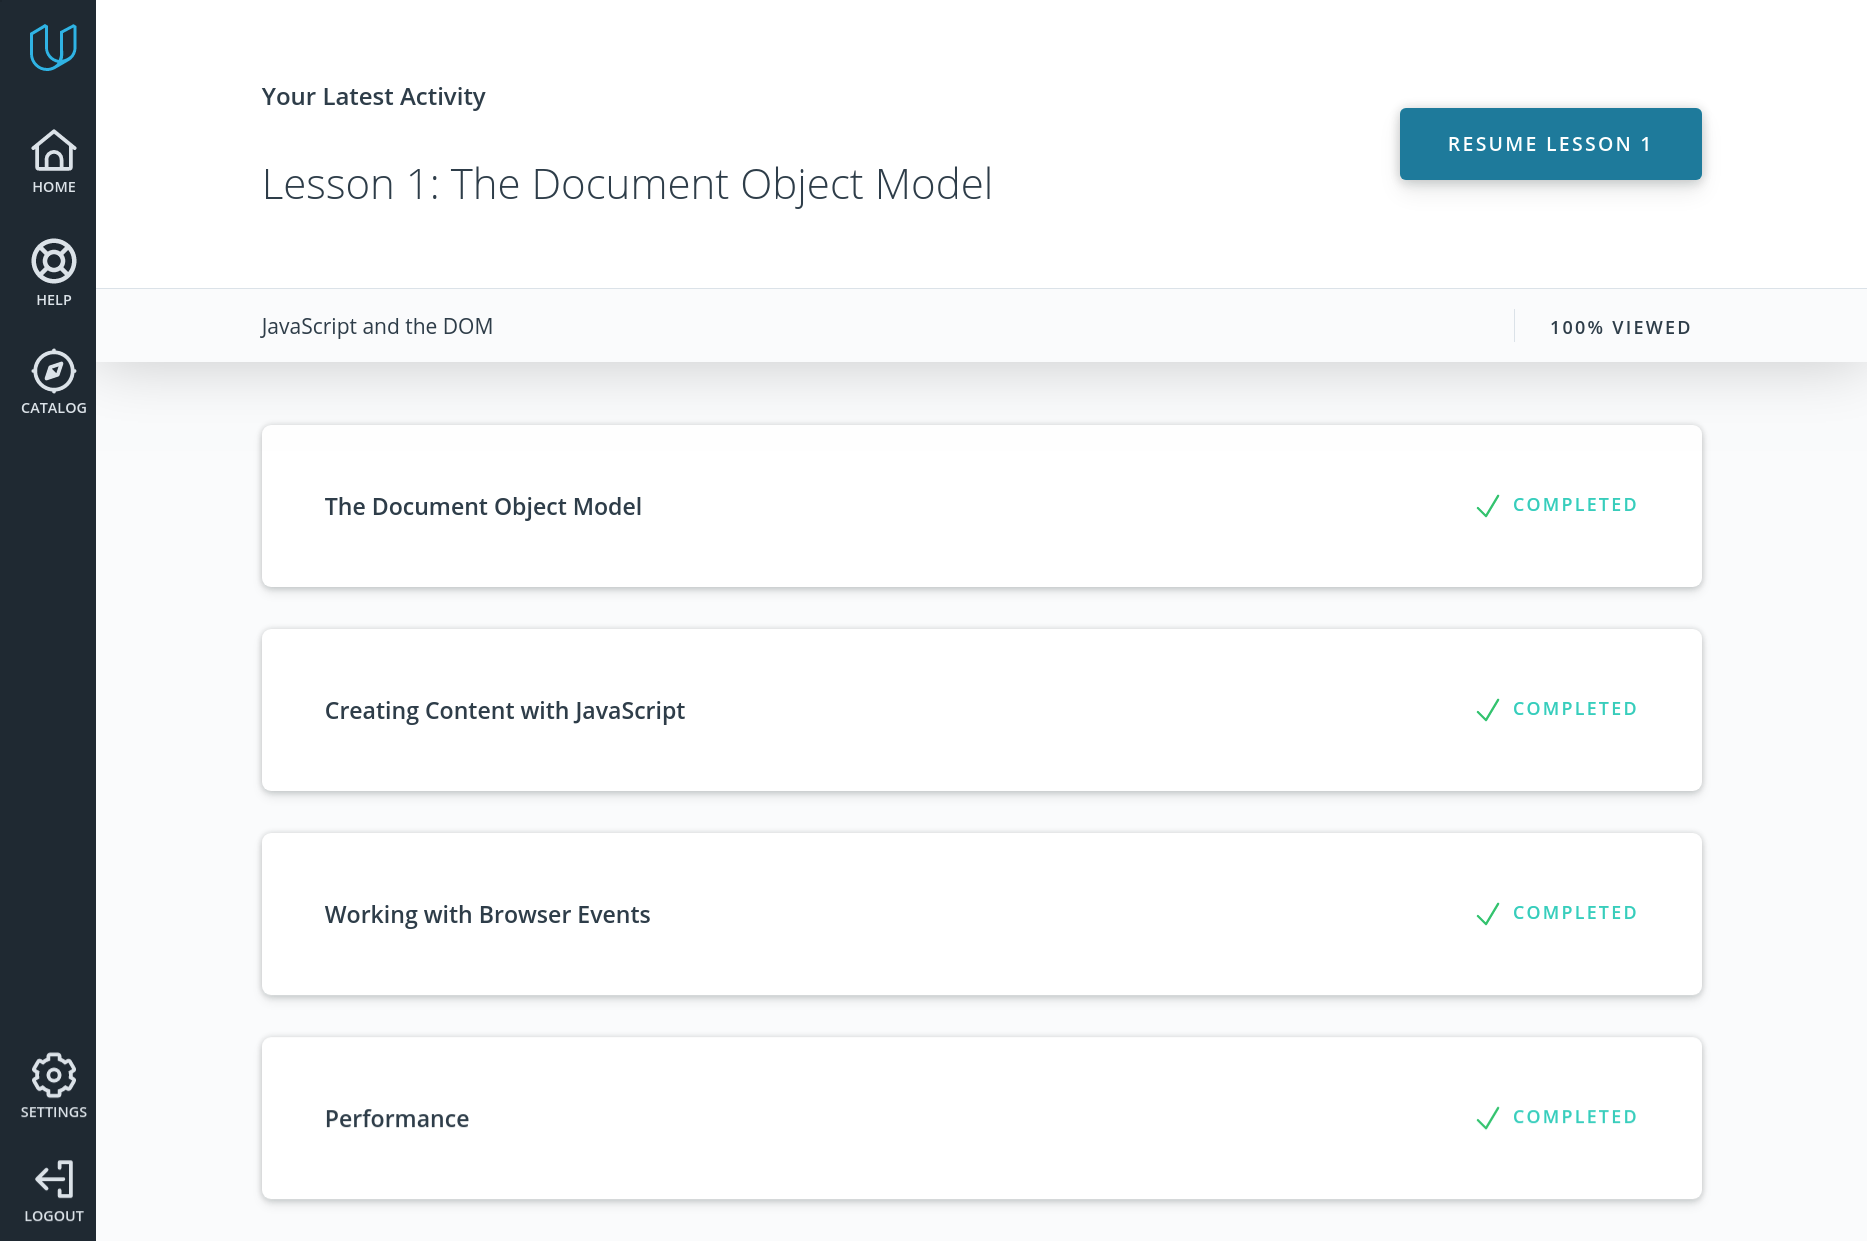 HOME
HELP
CATALOG
SETTINGS
LOGOUT
Your Latest Activity
Lesson 1: The Document Object Model
RESUME LESSON 1
JavaScript and the DOM
100% VIEWED
The Document Object Model
COMPLETED
Creating Content with JavaScript
COMPLETED
Working with Browser Events
COMPLETED
Performance
COMPLETED